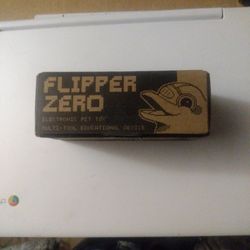 FLIPPER
ZERO
ELECTRONIC PET TOY
MULTI-TOOL EDUCATIONAL DEVICE